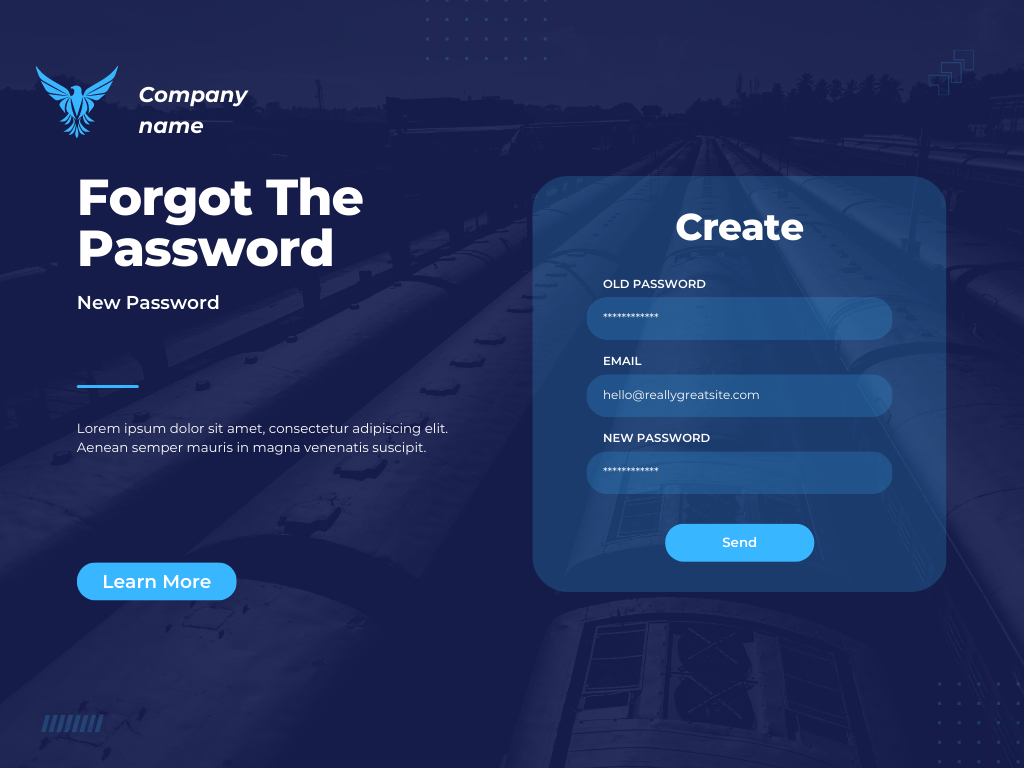 Company
name
Forgot The
Password
New Password
Lorem ipsum dolor sit amet, consectetur adipiscing elit.
Aenean semper mauris in magna venenatis suscipit.
Learn More
Create
OLD PASSWORD
************
EMAIL
hello@reallygreatsite.com
NEW PASSWORD
************
Send